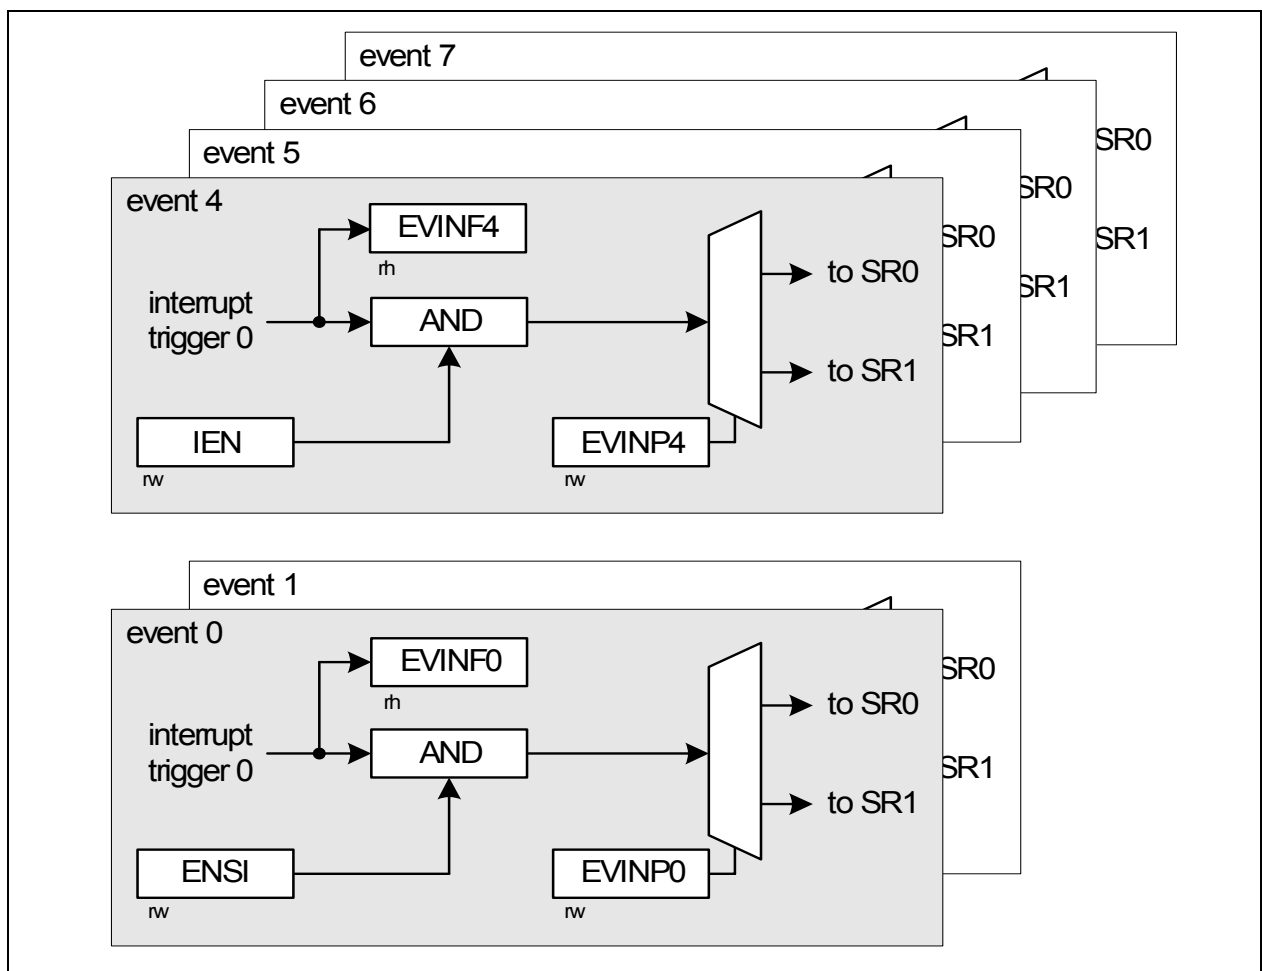 event 7
SR0
SR1
event 6
SR0
SR1
event 5
SR0
SR1
event 4
EVINF4
rh
interrupt
trigger 0
AND
to SR0
to SR1
IEN
rw
EVINP4
rw
event 1
SR0
SR1
event 0
EVINF0
rh
interrupt
trigger 0
AND
to SR0
to SR1
ENSI
rw
EVINP0
rw